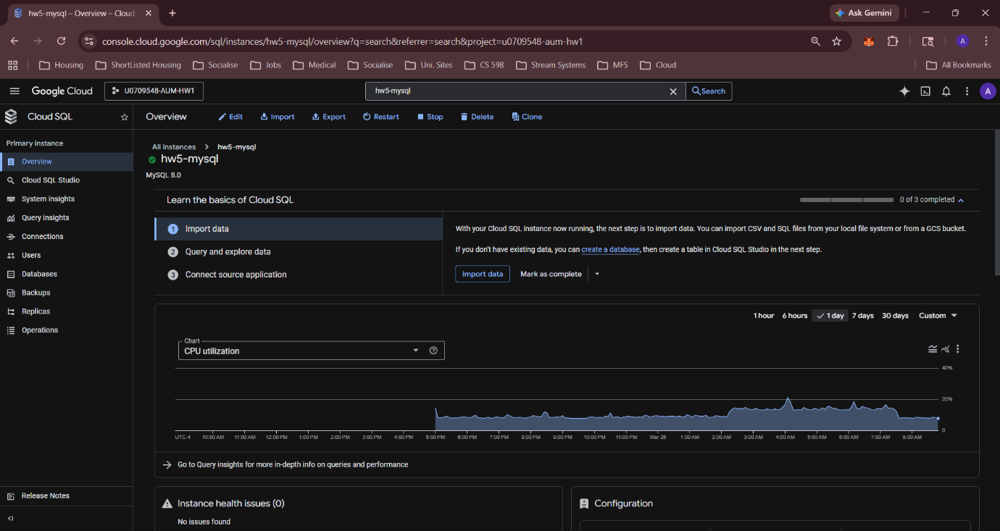 hw5-mysql – Overview – Cloud
Ask Gemini
console.cloud.google.com/sql/instances/hw5-mysql/overview?q=search&referrer=search&project=u0709548-aum-hw1
A
Housing ShortListed Housing Socialise Jobs Medical Socialise Uni. Sites CS 598 Stream Systems MFS Cloud All Bookmarks
Google Cloud U0709548-AUM-HW1 hw5-mysql Search A
Cloud SQL Overview Edit Import Export Restart Stop Delete Clone
Primary instance
Overview
Cloud SQL Studio
System insights
Query insights
Connections
Users
Databases
Backups
Replicas
Operations
Release Notes
All instances hw5-mysql
hw5-mysql
MySQL 8.0
Learn the basics of Cloud SQL 0 of 3 completed
1 Import data
2 Query and explore data
3 Connect source application
With your Cloud SQL instance now running, the next step is to import data. You can import CSV and SQL files from your local file system or from a GCS bucket.
If you don't have existing data, you can create a database, then create a table in Cloud SQL Studio in the next step.
Import data Mark as complete
1 hour 6 hours 1 day 7 days 30 days Custom
Chart
CPU utilization
40%
20%
0
UTC-4 10:00 AM 11:00 AM 12:00 PM 1:00 PM 2:00 PM 3:00 PM 4:00 PM 5:00 PM 6:00 PM 7:00 PM 8:00 PM 9:00 PM 10:00 PM 11:00 PM Mar 26 1:00 AM 2:00 AM 3:00 AM 4:00 AM 5:00 AM 6:00 AM 7:00 AM 8:00 AM
Go to Query insights for more in-depth info on queries and performance
Instance health issues (0)
No issues found
Configuration